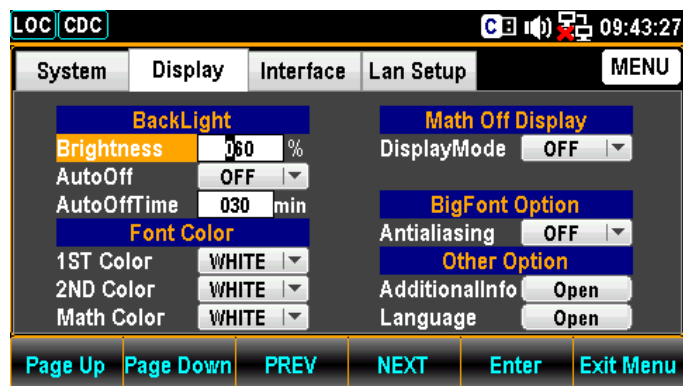 LOC CDC C 09:43:27
System Display Interface Lan Setup MENU
BackLight
Brightness 060 %
AutoOff OFF
AutoOffTime 030 min
Font Color
1ST Color WHITE
2ND Color WHITE
Math Color WHITE
Math Off Display
DisplayMode OFF
BigFont Option
Antialiasing OFF
Other Option
AdditionalInfo Open
Language Open
Page Up Page Down PREV NEXT Enter Exit Menu